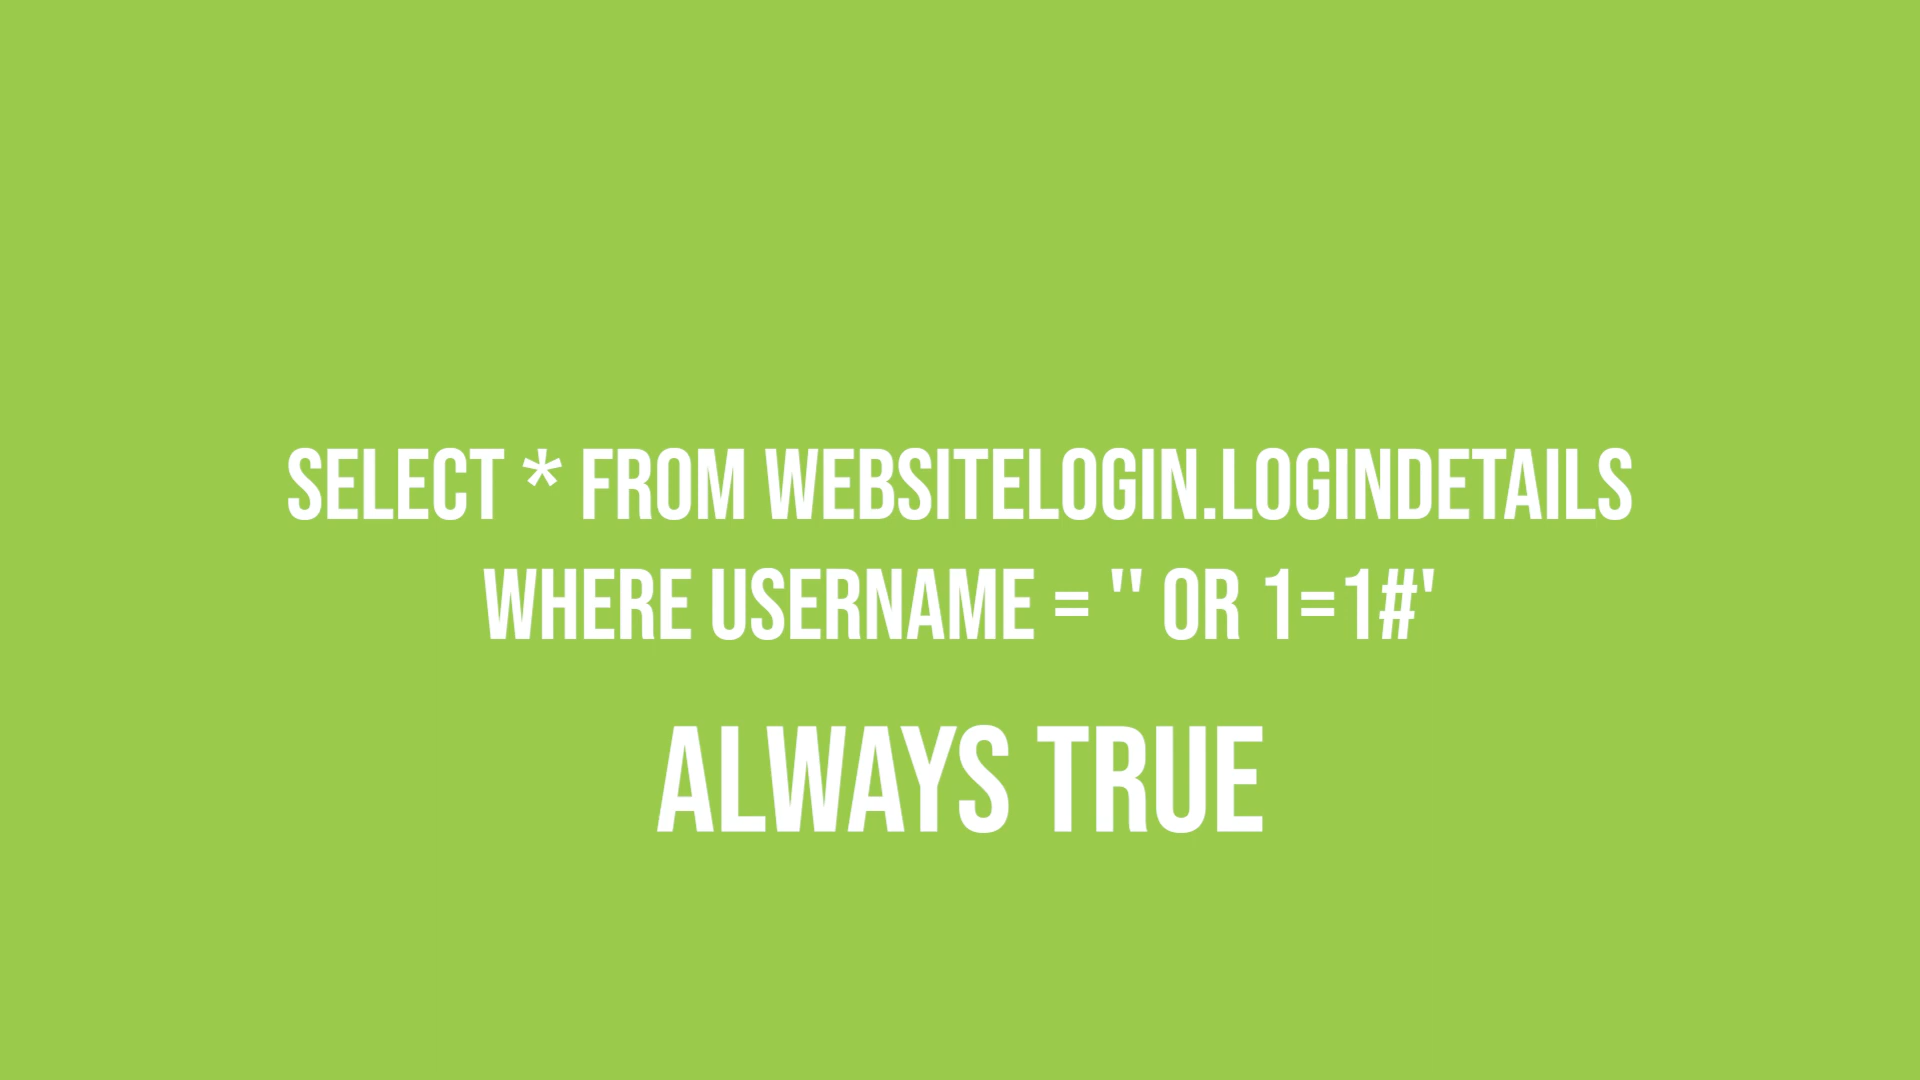 SELECT * FROM WEBSITELOGIN.LOGINDETAILS
WHERE USERNAME = '' OR 1=1#'
ALWAYS TRUE